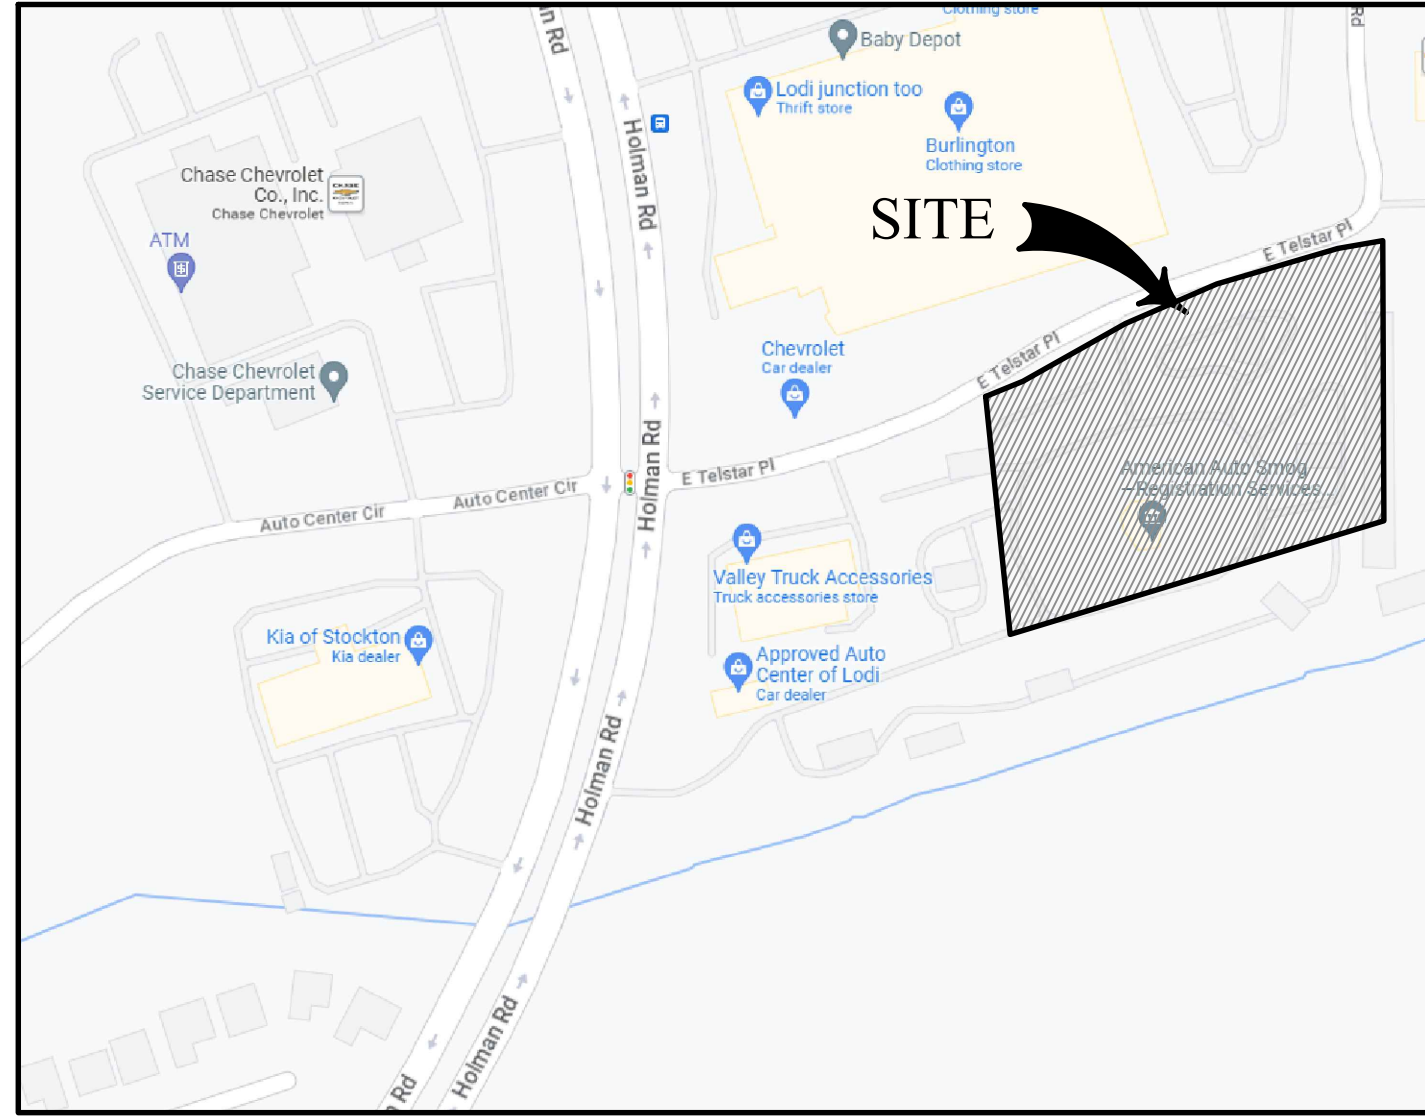 Clothing store
Rd
Rd
Baby Depot
Lodi junction too
Thrift store
Burlington
Clothing store
Holman Rd
Chase Chevrolet
Co., Inc.
Chase Chevrolet
CHASE
SITE
ATM
E Telstar Pl
Chevrolet
Car dealer
E Telstar Pl
Chase Chevrolet
Service Department
Holman Rd
E Telstar Pl
Auto Center Cir
Auto Center Cir
American Auto Smog
–Registration Services...
Valley Truck Accessories
Truck accessories store
Kia of Stockton
Kia dealer
Approved Auto
Center of Lodi
Car dealer
Holman Rd
Holman Rd
Rd